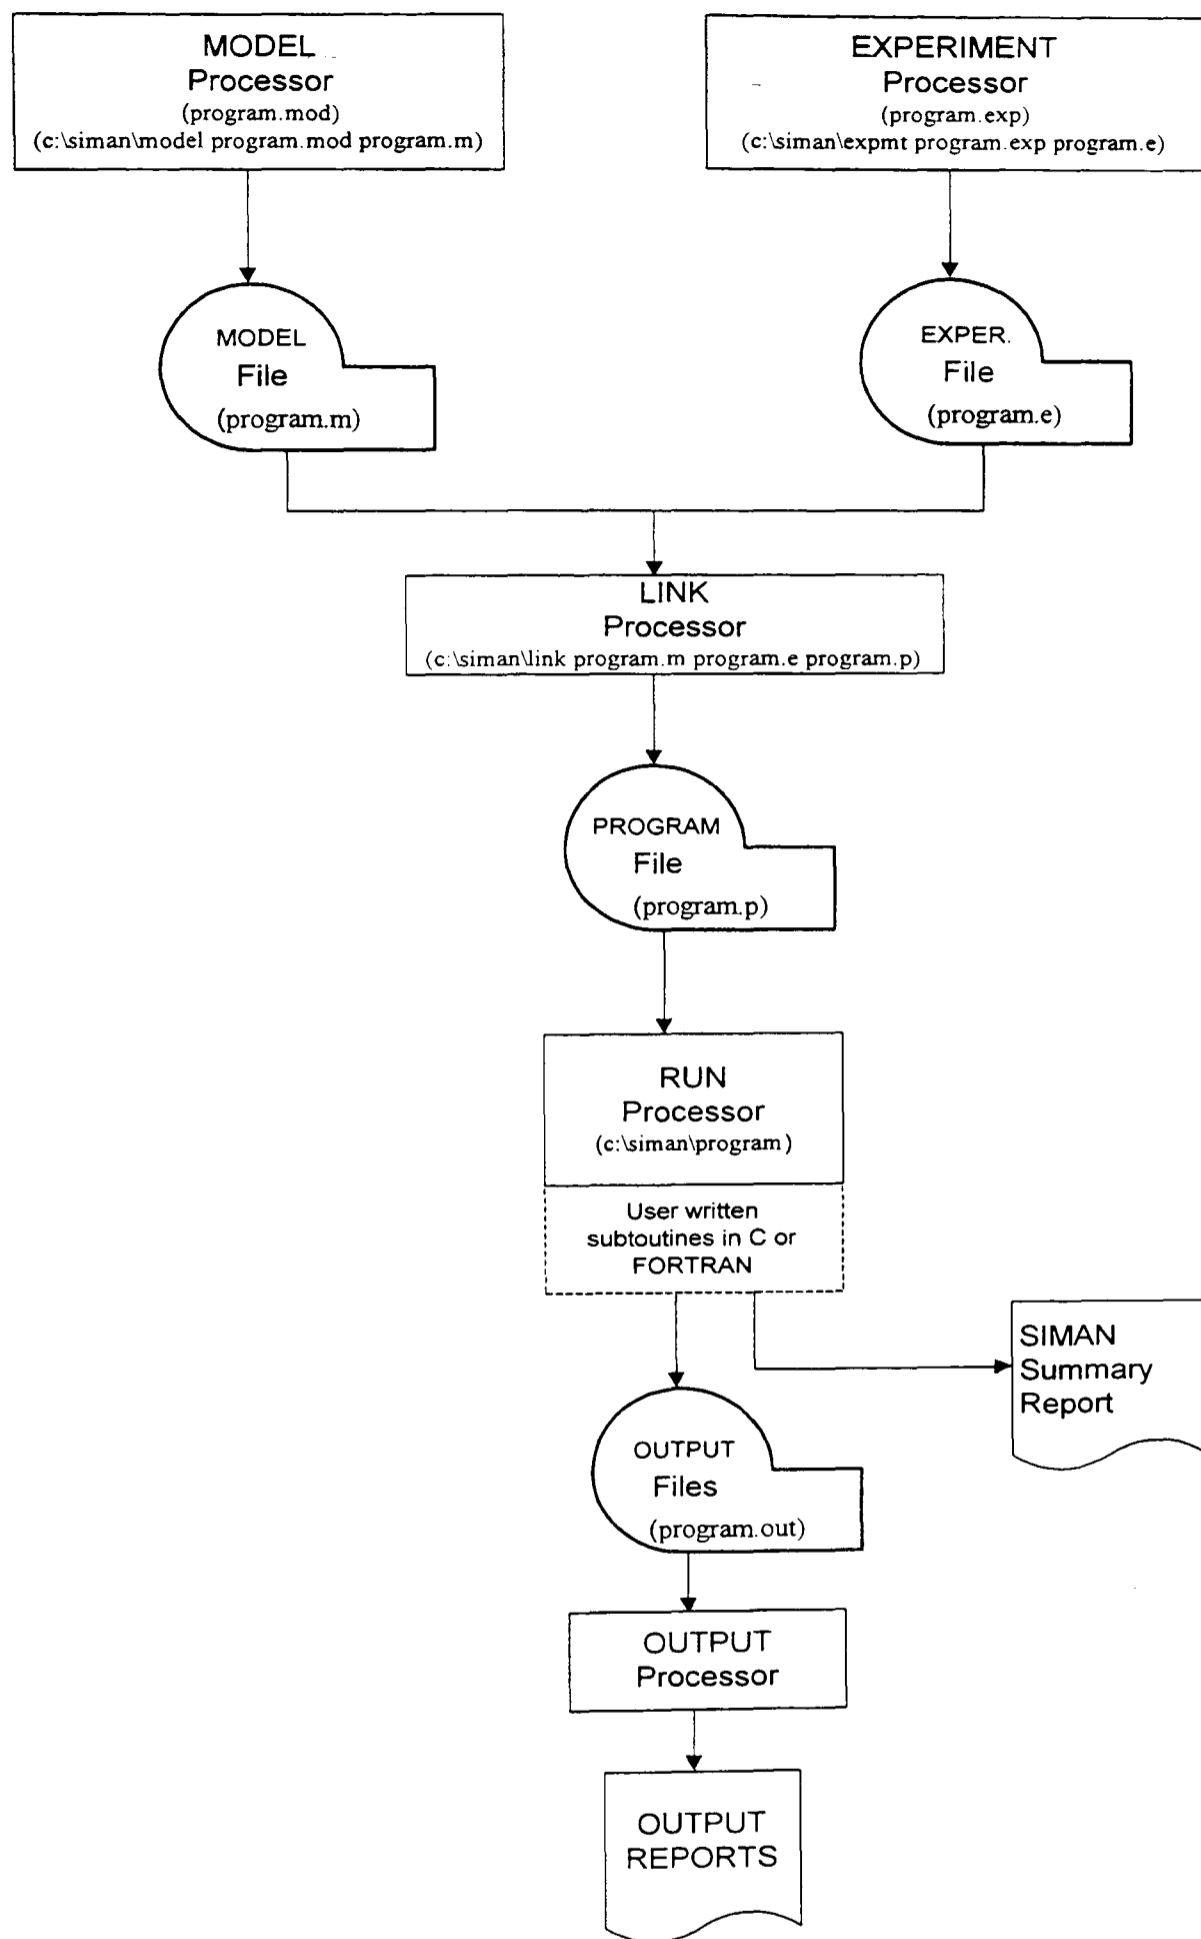 MODEL
Processor
(program.mod)
(c:\siman\model program.mod program.m)
EXPERIMENT
Processor
(program.exp)
(c:\siman\expmt program.exp program.e)
MODEL
File
(program.m)
EXPER.
File
(program.e)
LINK
Processor
(c:\siman\link program.m program.e program.p)
PROGRAM
File
(program.p)
RUN
Processor
(c:\siman\program)
User written
subtoutines in C or
FORTRAN
SIMAN
Summary
Report
OUTPUT
Files
(program.out)
OUTPUT
Processor
OUTPUT
REPORTS